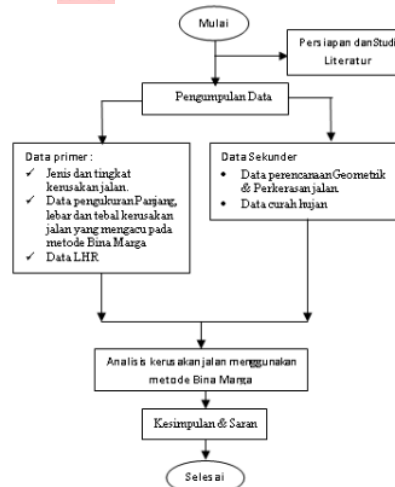 Mulai
Persiapan dan Studi
Literatur
Pengumpulan Data
Data primer :
✓ Jenis dan tingkat
kerusakan jalan.
✓ Data pengukuran Panjang,
lebar dan tebal kerusakan
jalan yang mengacu pada
metode Bina Marga
✓ Data LHR
Data Sekunder
• Data perencanaan Geometrik
& Perkerasan jalan.
• Data curah hujan
Analisis kerusakan jalan menggunakan
metode Bina Marga
Kesimpulan & Saran
Selesai